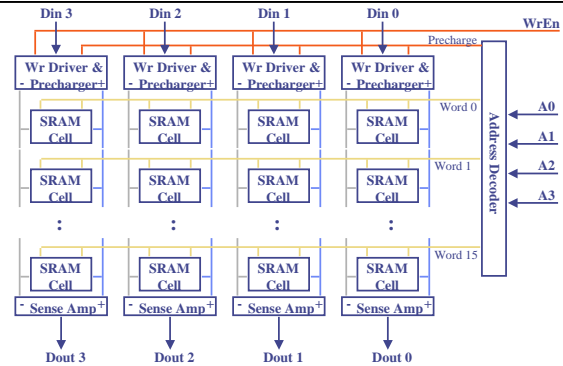 Din 3 Din 2 Din 1 Din 0
WrEn
Precharge
Wr Driver & Wr Driver & Wr Driver & Wr Driver &
- Precharger+ - Precharger+ - Precharger+ - Precharger+
Word 0
SRAM SRAM SRAM SRAM
Cell Cell Cell Cell
Word 1
SRAM SRAM SRAM SRAM
Cell Cell Cell Cell
: : : :
Word 15
SRAM SRAM SRAM SRAM
Cell Cell Cell Cell
- Sense Amp+ - Sense Amp+ - Sense Amp+ - Sense Amp+
Dout 3 Dout 2 Dout 1 Dout 0
Address Decoder
A0
A1
A2
A3